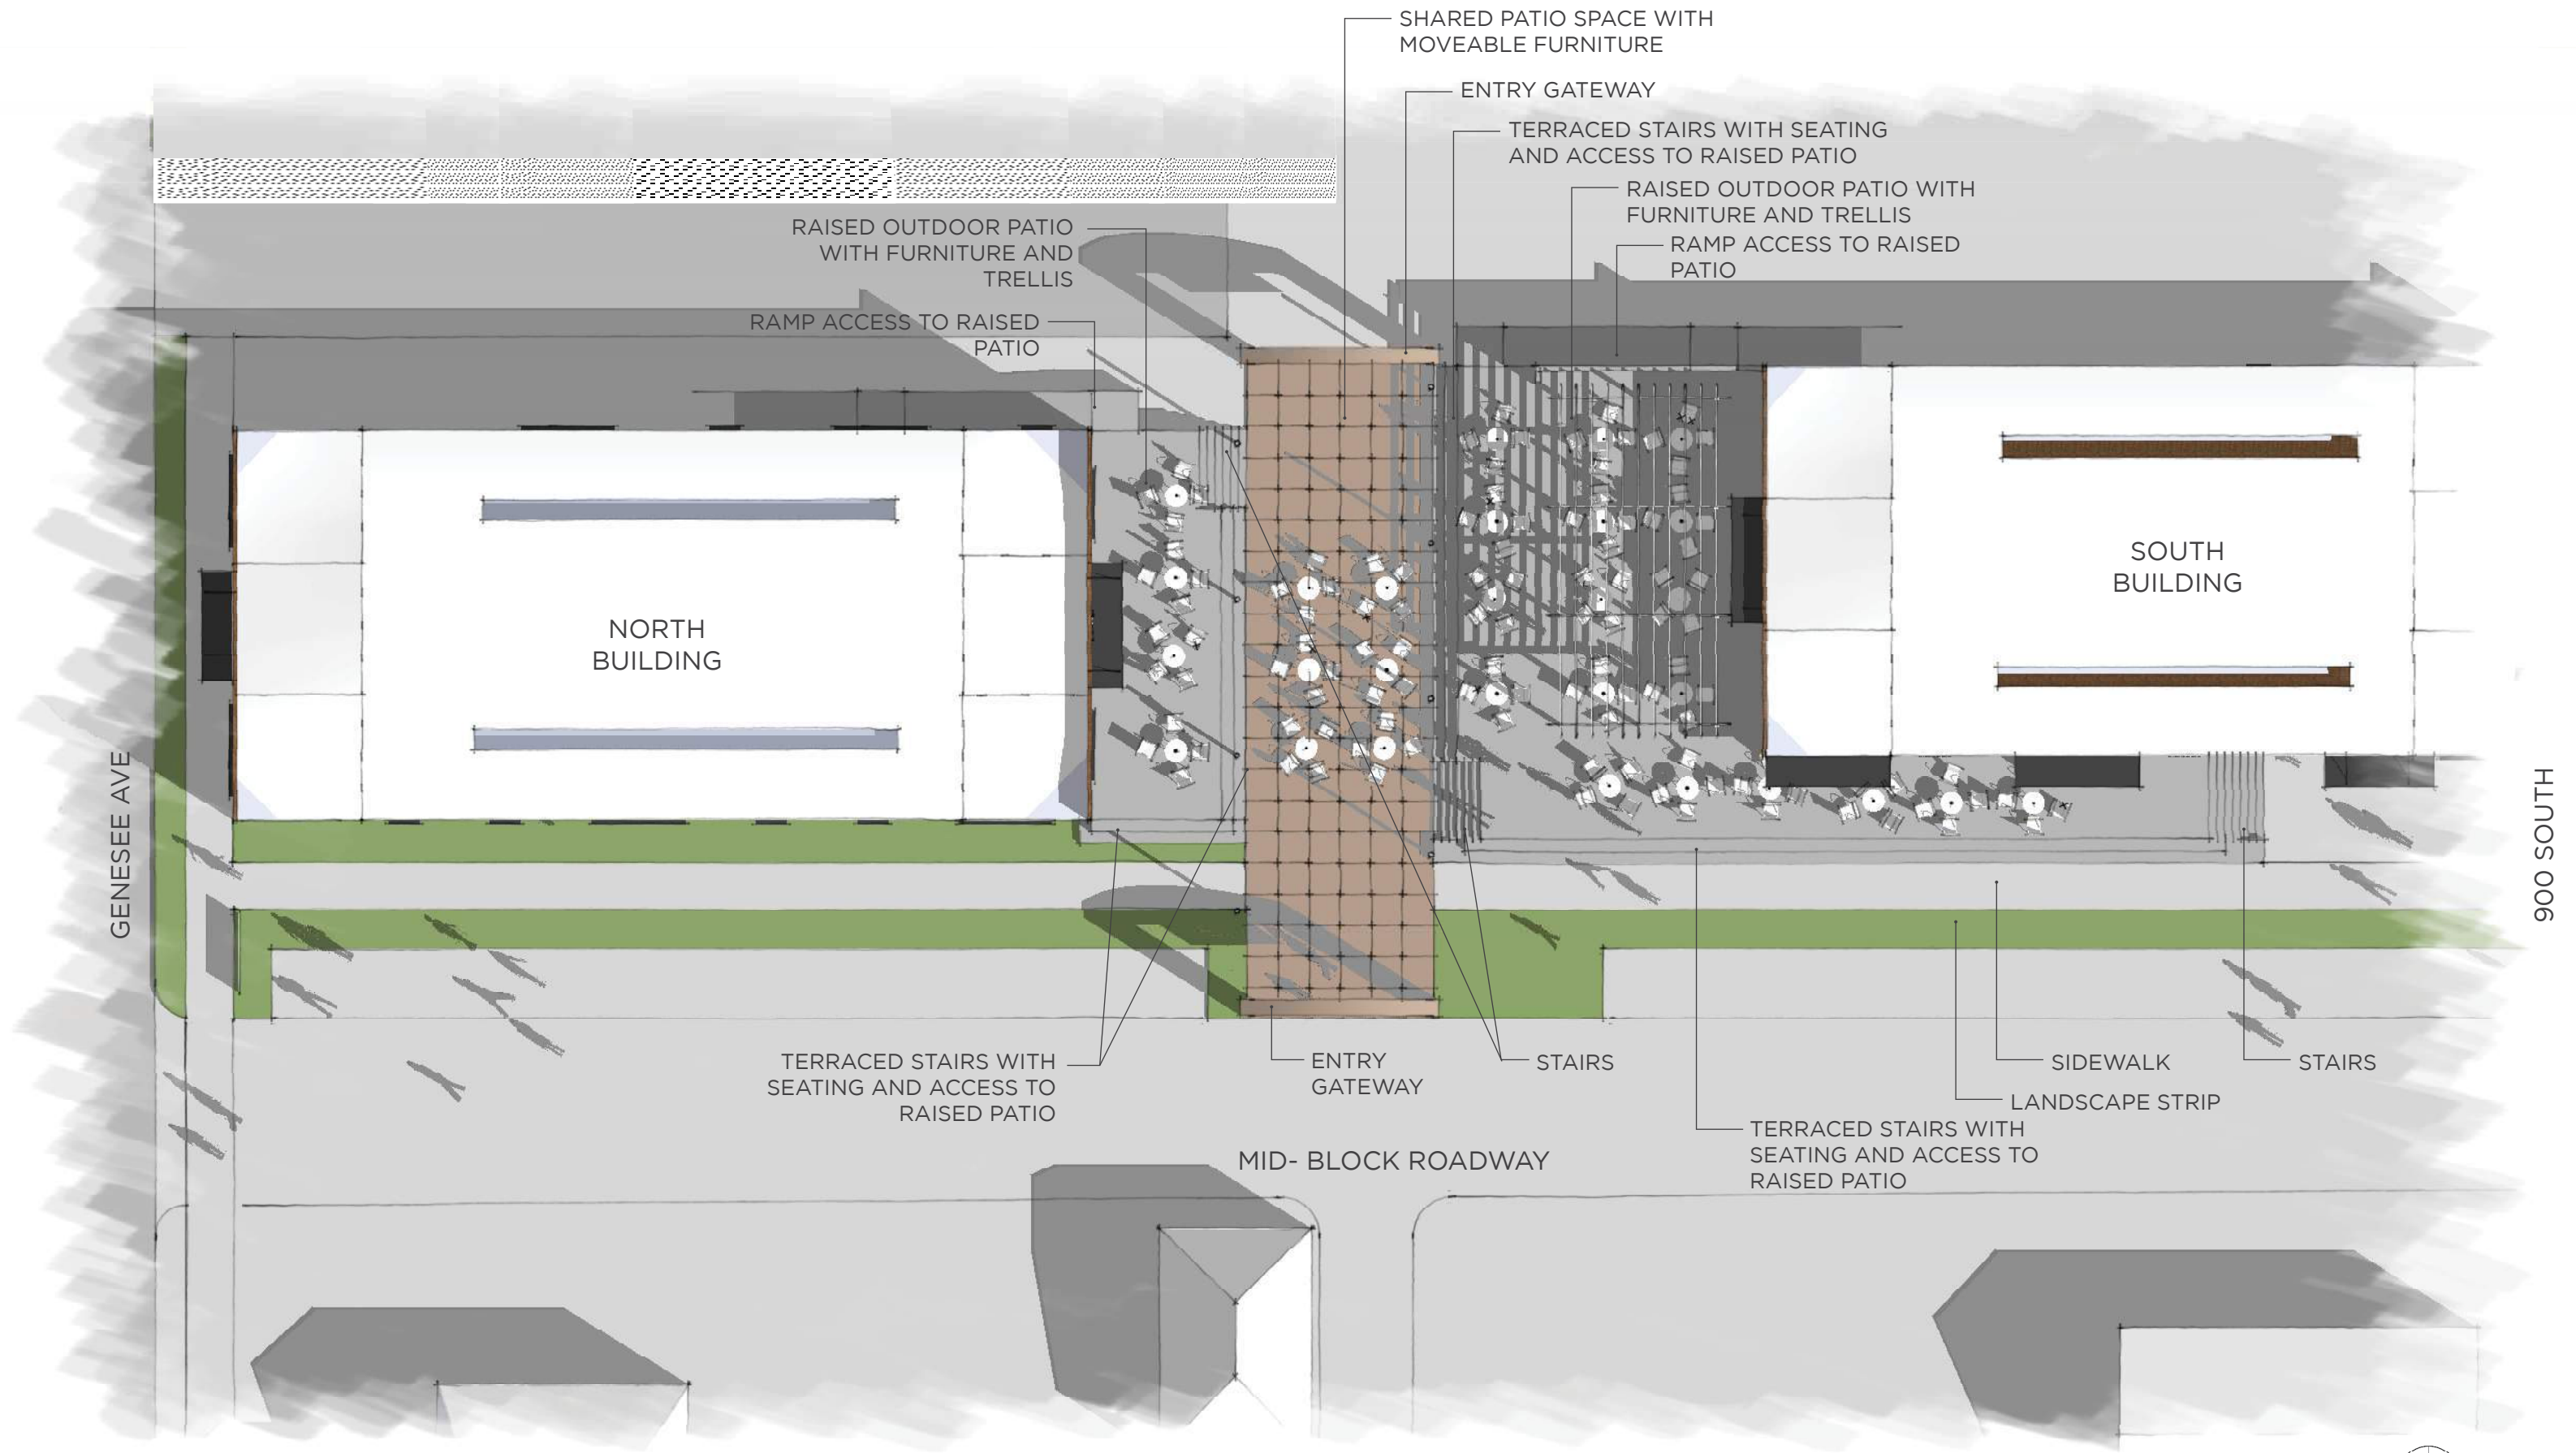 SHARED PATIO SPACE WITH
MOVEABLE FURNITURE
ENTRY GATEWAY
TERRACED STAIRS WITH SEATING
AND ACCESS TO RAISED PATIO
RAISED OUTDOOR PATIO WITH
FURNITURE AND TRELLIS
RAMP ACCESS TO RAISED
PATIO
RAISED OUTDOOR PATIO
WITH FURNITURE AND
TRELLIS
RAMP ACCESS TO RAISED
PATIO
NORTH
BUILDING
SOUTH
BUILDING
GENESEE AVE
900 SOUTH
TERRACED STAIRS WITH
SEATING AND ACCESS TO
RAISED PATIO
ENTRY
GATEWAY
STAIRS
SIDEWALK
STAIRS
LANDSCAPE STRIP
TERRACED STAIRS WITH
SEATING AND ACCESS TO
RAISED PATIO
MID- BLOCK ROADWAY